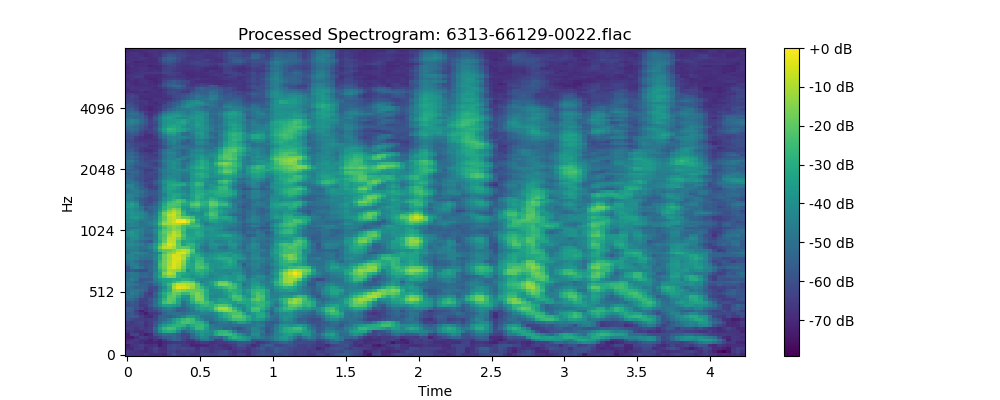 Processed Spectrogram: 6313-66129-0022.flac
+0 dB
-10 dB
-20 dB
-30 dB
-40 dB
-50 dB
-60 dB
-70 dB
Hz
4096
2048
1024
512
0
0 0.5 1 1.5 2 2.5 3 3.5 4
Time